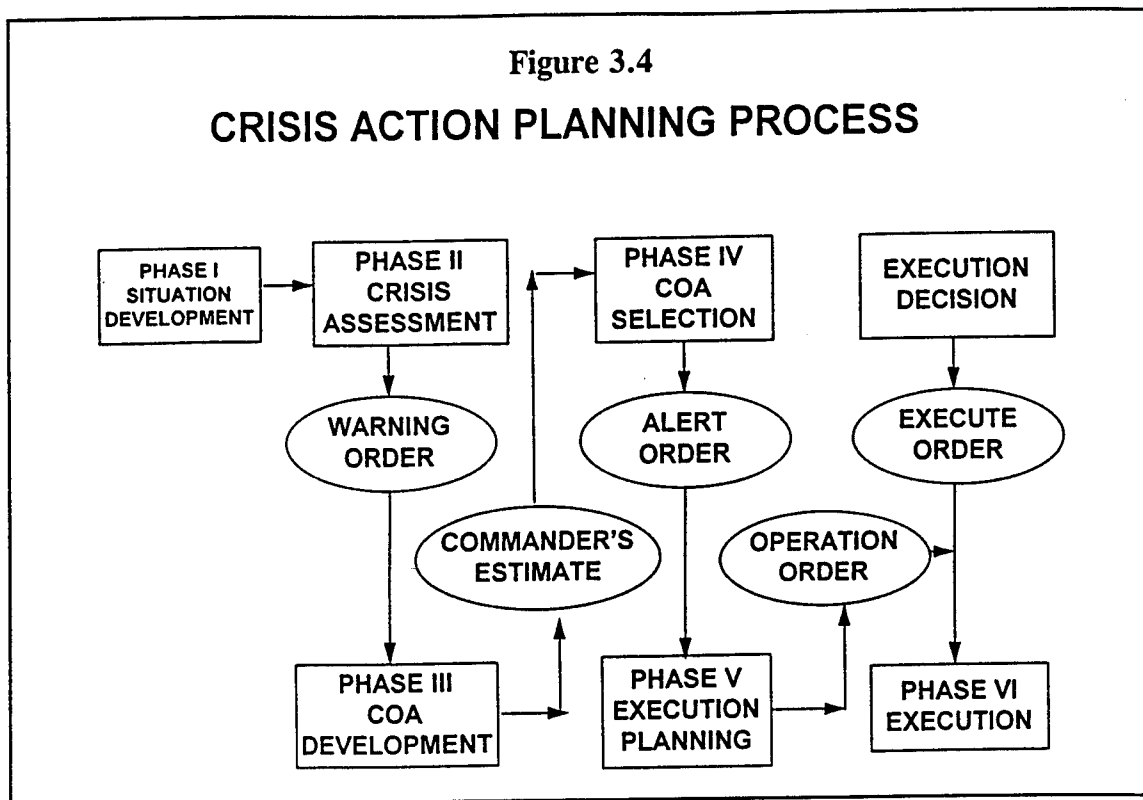 Figure 3.4
CRISIS ACTION PLANNING PROCESS
PHASE I
SITUATION
DEVELOPMENT
PHASE II
CRISIS
ASSESSMENT
PHASE IV
COA
SELECTION
EXECUTION
DECISION
WARNING
ORDER
ALERT
ORDER
EXECUTE
ORDER
COMMANDER'S
ESTIMATE
OPERATION
ORDER
PHASE III
COA
DEVELOPMENT
PHASE V
EXECUTION
PLANNING
PHASE VI
EXECUTION